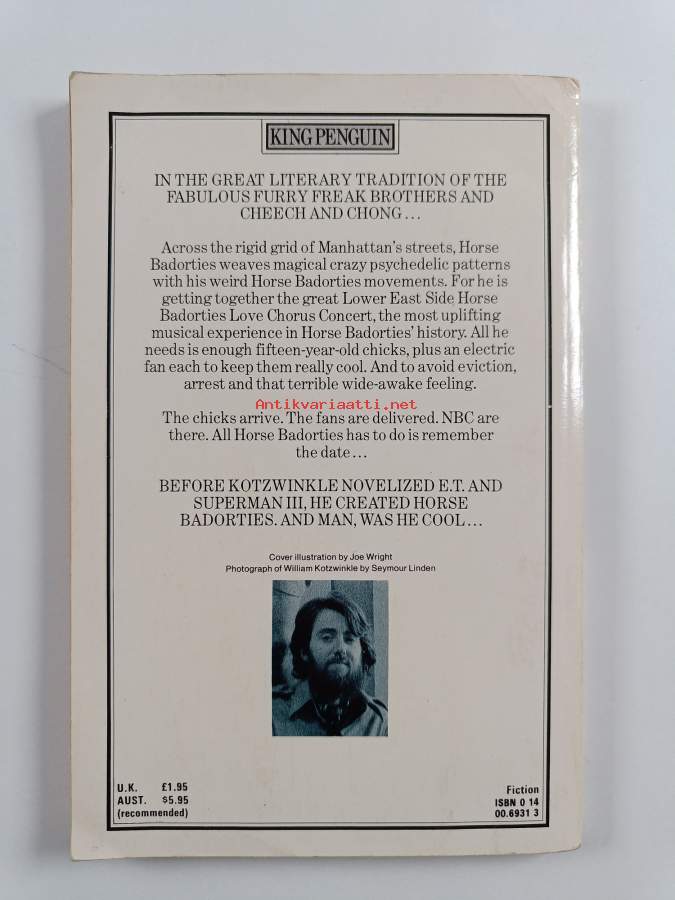 KING PENGUIN
IN THE GREAT LITERARY TRADITION OF THE
FABULOUS FURRY FREAK BROTHERS AND
CHEECH AND CHONG...
Across the rigid grid of Manhattan's streets, Horse
Badorties weaves magical crazy psychedelic patterns
with his weird Horse Badorties movements. For he is
getting together the great Lower East Side Horse
Badorties Love Chorus Concert, the most uplifting
musical experience in Horse Badorties' history. All he
needs is enough fifteen-year-old chicks, plus an electric
fan each to keep them really cool. And to avoid eviction,
arrest and that terrible wide-awake feeling.
Antikvariaatti.net
The chicks arrive. The fans are delivered. NBC are
there. All Horse Badorties has to do is remember
the date...
BEFORE KOTZWINKLE NOVELIZED E.T. AND
SUPERMAN III, HE CREATED HORSE
BADORTIES. AND MAN, WAS HE COOL...
Cover illustration by Joe Wright
Photograph of William Kotzwinkle by Seymour Linden
U.K. £1.95
AUST. $5.95
(recommended)
Fiction
ISBN 0 14
00.6931 3